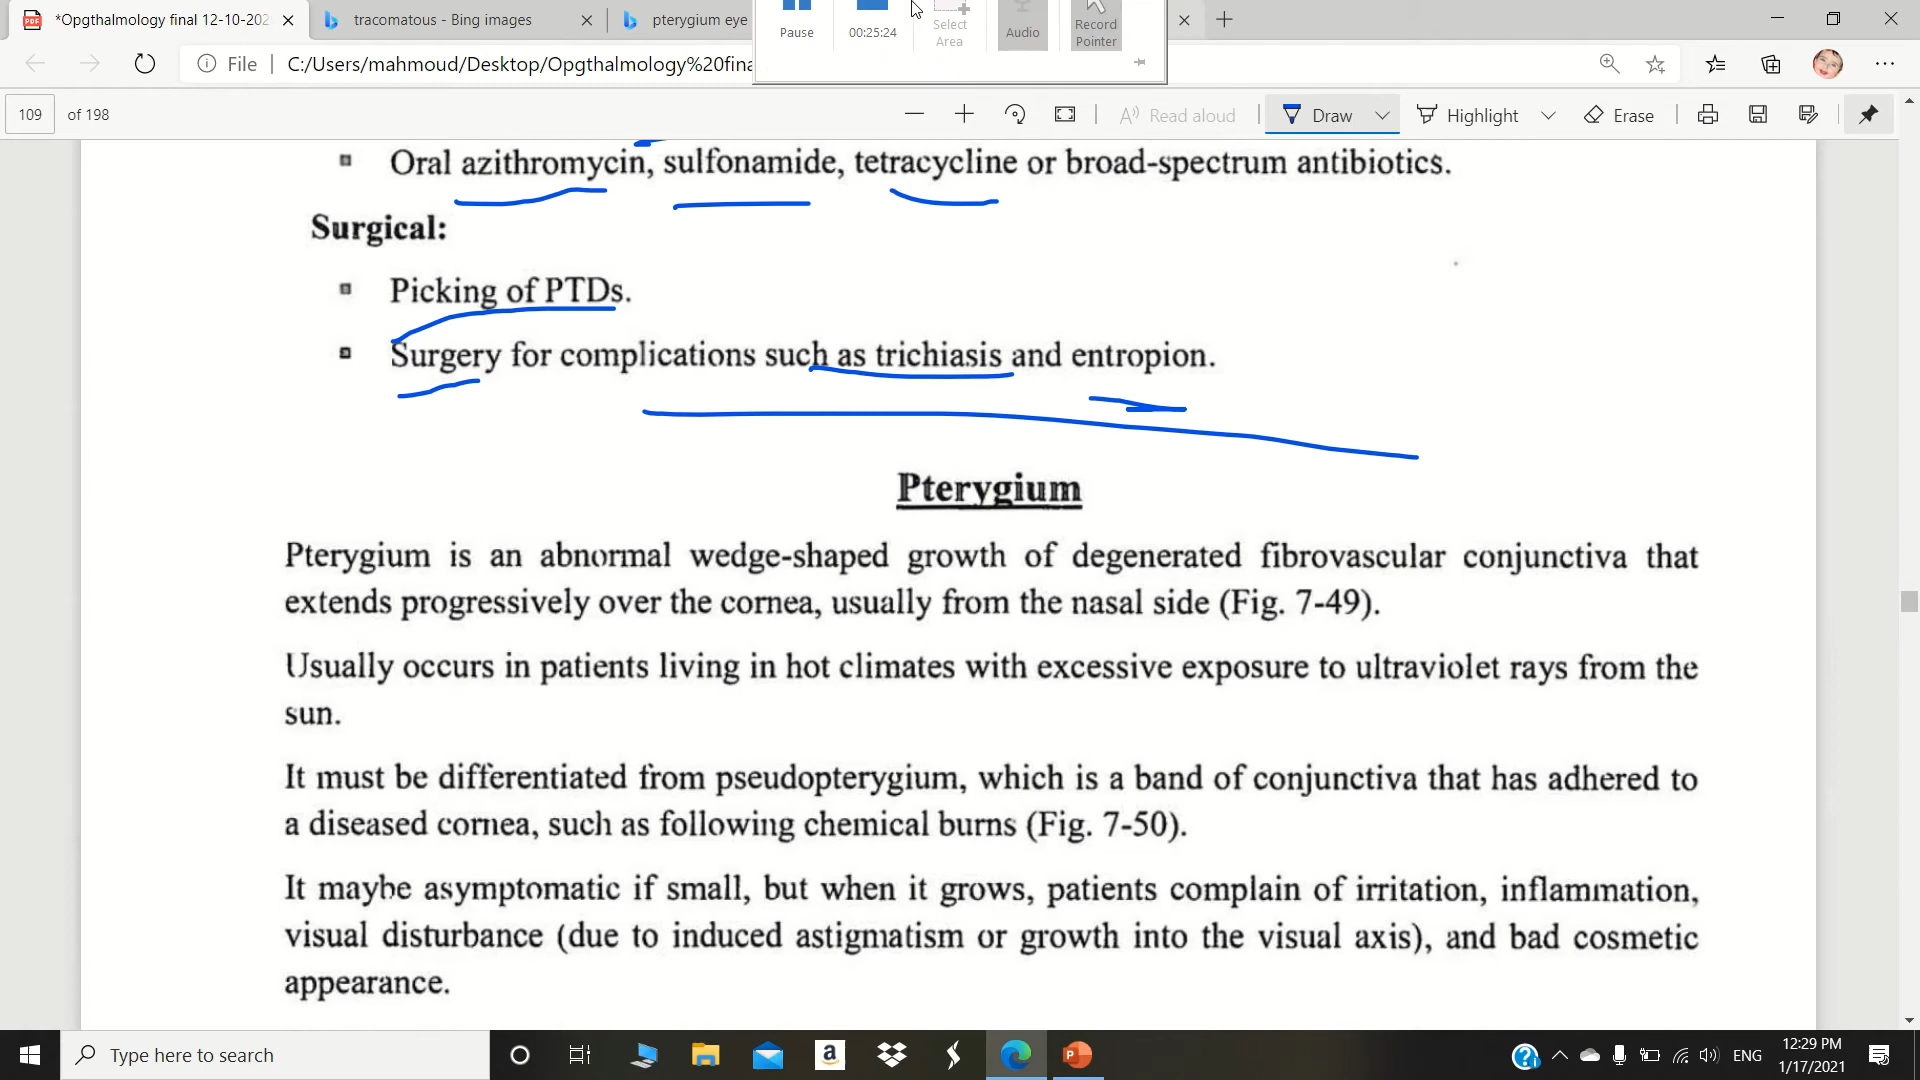 *Opgthalmology final 12-10-202
tracomatous - Bing images
pterygium eye
Pause
00:25:24
Select Area
Audio
Record Pointer
File
C:/Users/mahmoud/Desktop/Opgthalmology%20fina
109 of 198
Read aloud
Draw
Highlight
Erase
▫ Oral azithromycin, sulfonamide, tetracycline or broad-spectrum antibiotics.
Surgical:
▫ Picking of PTDs.
▫ Surgery for complications such as trichiasis and entropion.
Pterygium
Pterygium is an abnormal wedge-shaped growth of degenerated fibrovascular conjunctiva that
extends progressively over the cornea, usually from the nasal side (Fig. 7-49).
Usually occurs in patients living in hot climates with excessive exposure to ultraviolet rays from the
sun.
It must be differentiated from pseudopterygium, which is a band of conjunctiva that has adhered to
a diseased cornea, such as following chemical burns (Fig. 7-50).
It maybe asymptomatic if small, but when it grows, patients complain of irritation, inflammation,
visual disturbance (due to induced astigmatism or growth into the visual axis), and bad cosmetic
appearance.
Type here to search
ENG
12:29 PM
1/17/2021